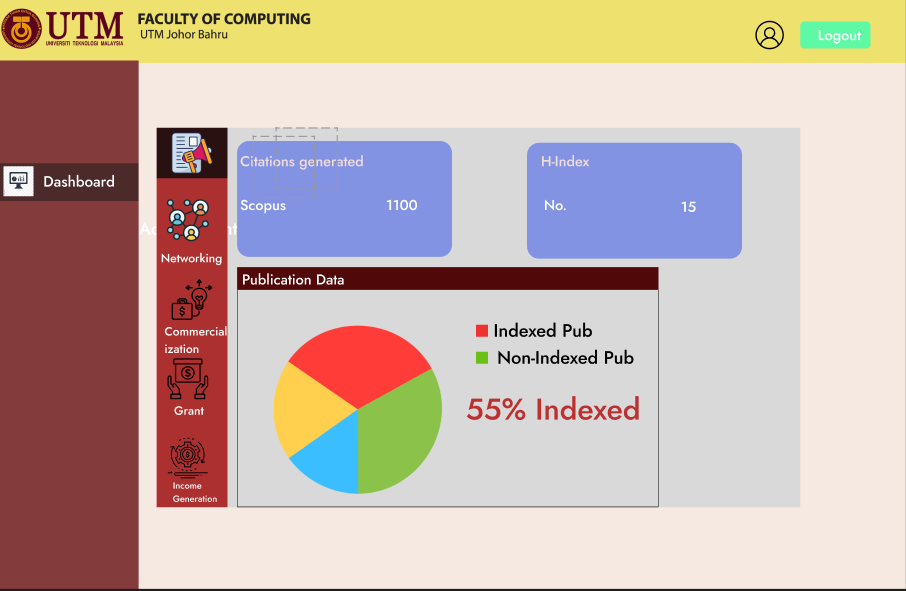 UTM
UNIVERSITI TEKNOLOGI MALAYSIA
FACULTY OF COMPUTING
UTM Johor Bahru
Logout
Dashboard
Networking
Commercial
ization
Grant
Income
Generation
Citations generated
Scopus 1100
H-Index
No. 15
Publication Data
Indexed Pub
Non-Indexed Pub
55% Indexed